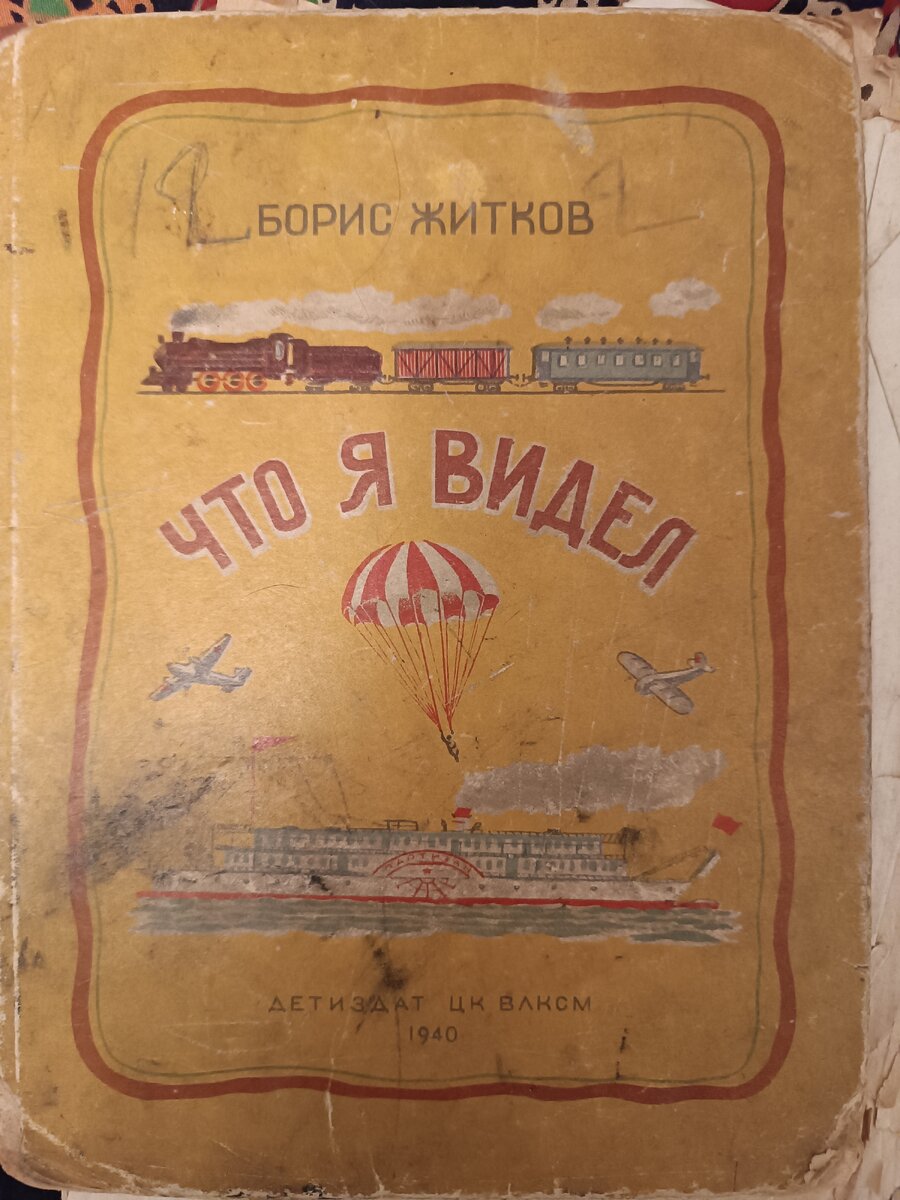 БОРИС ЖИТКОВ
ЧТО Я ВИДЕЛ
ДЕТИЗДАТ ЦК ВЛКСМ
1940